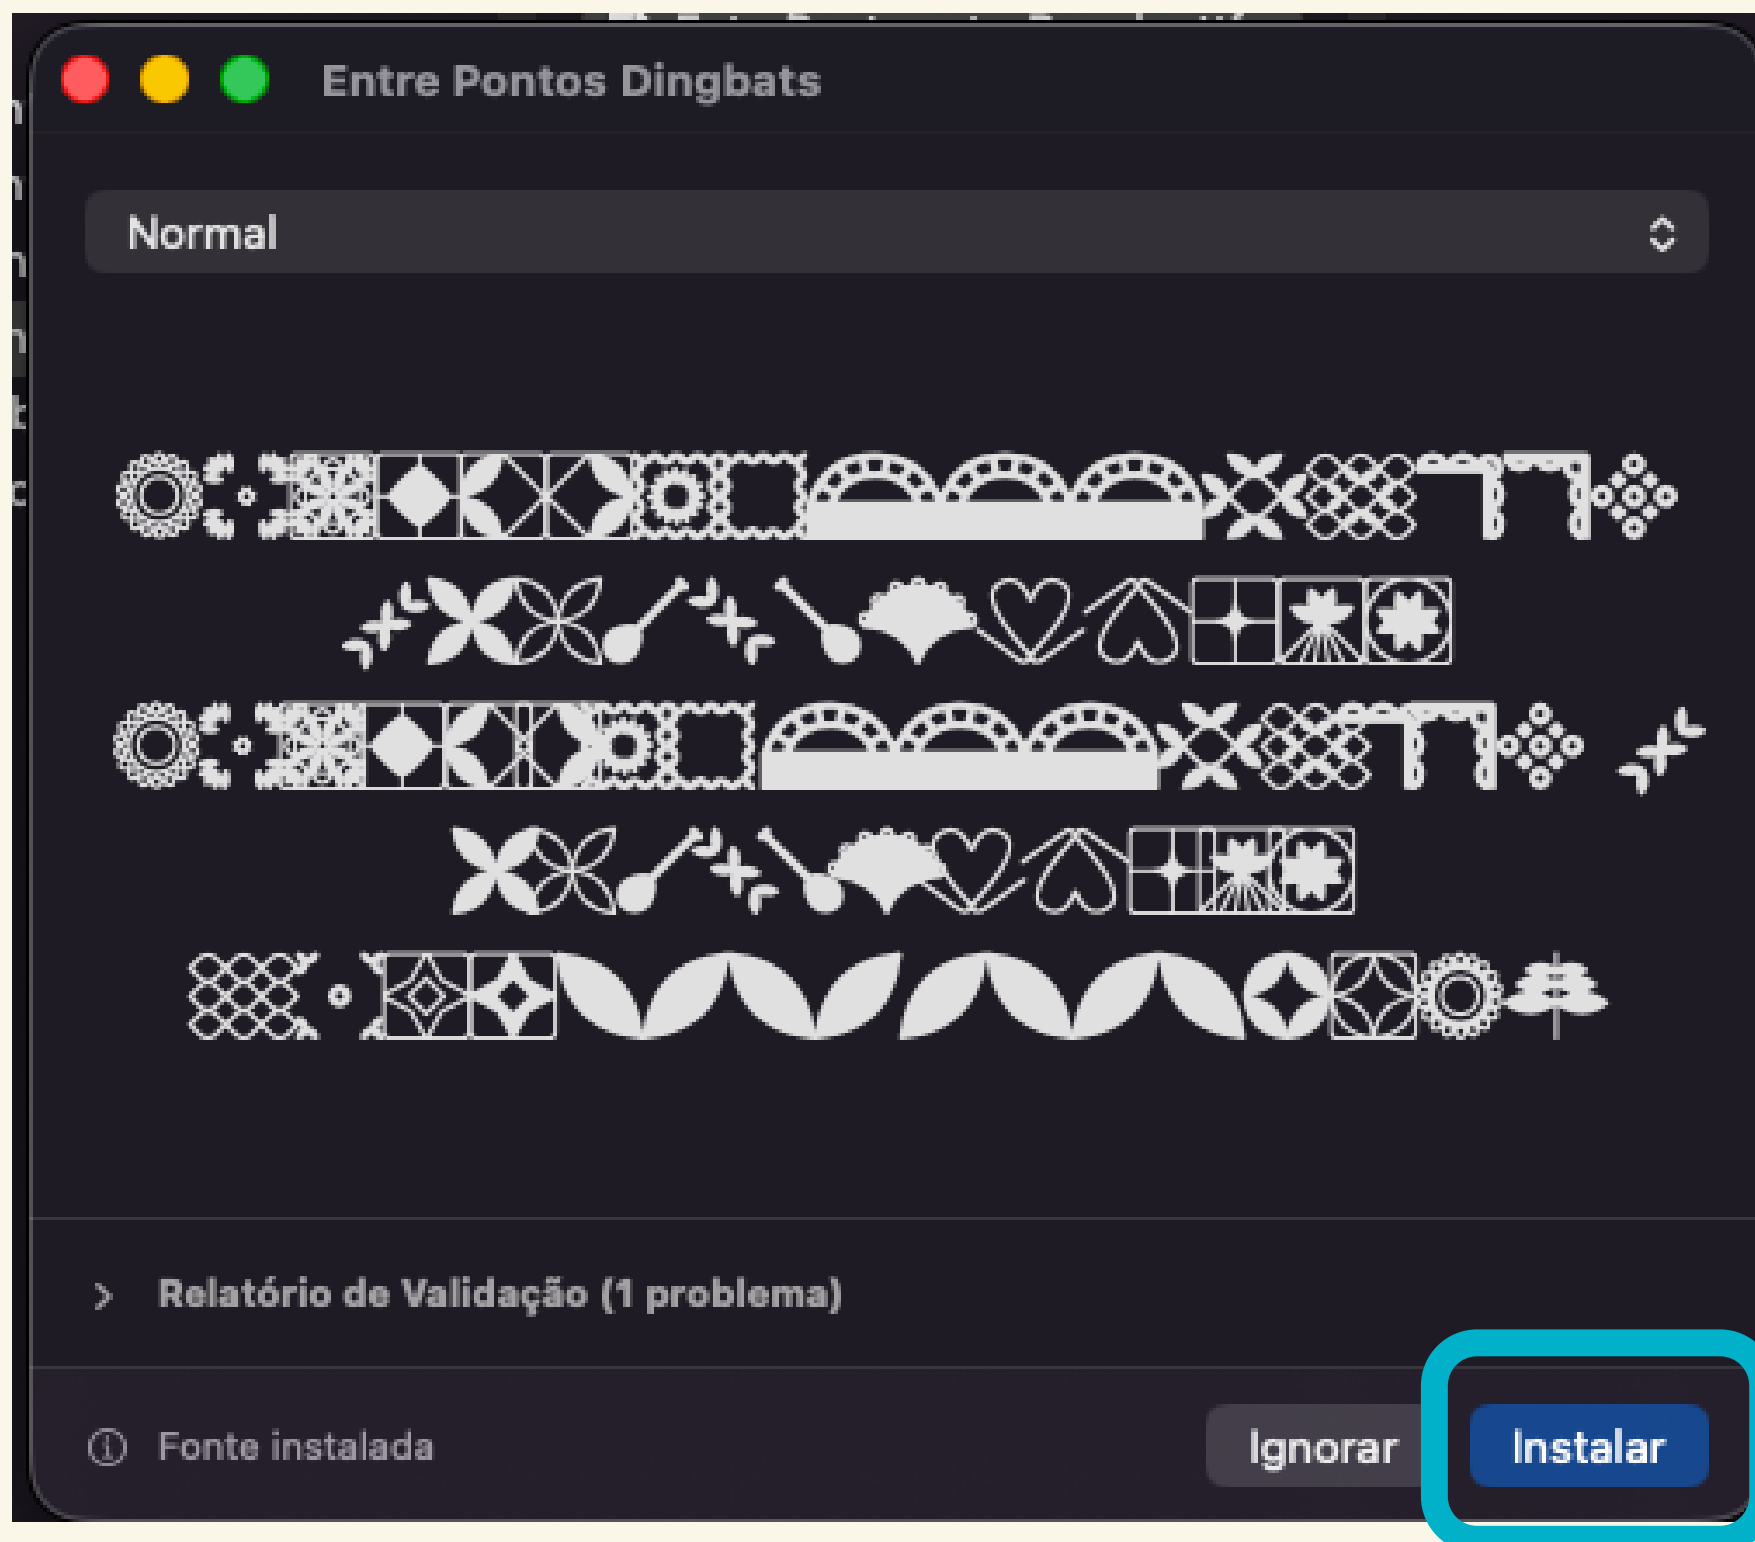 Entre Pontos Dingbats
Normal
Relatório de Validação (1 problema)
Fonte instalada
Ignorar
Instalar